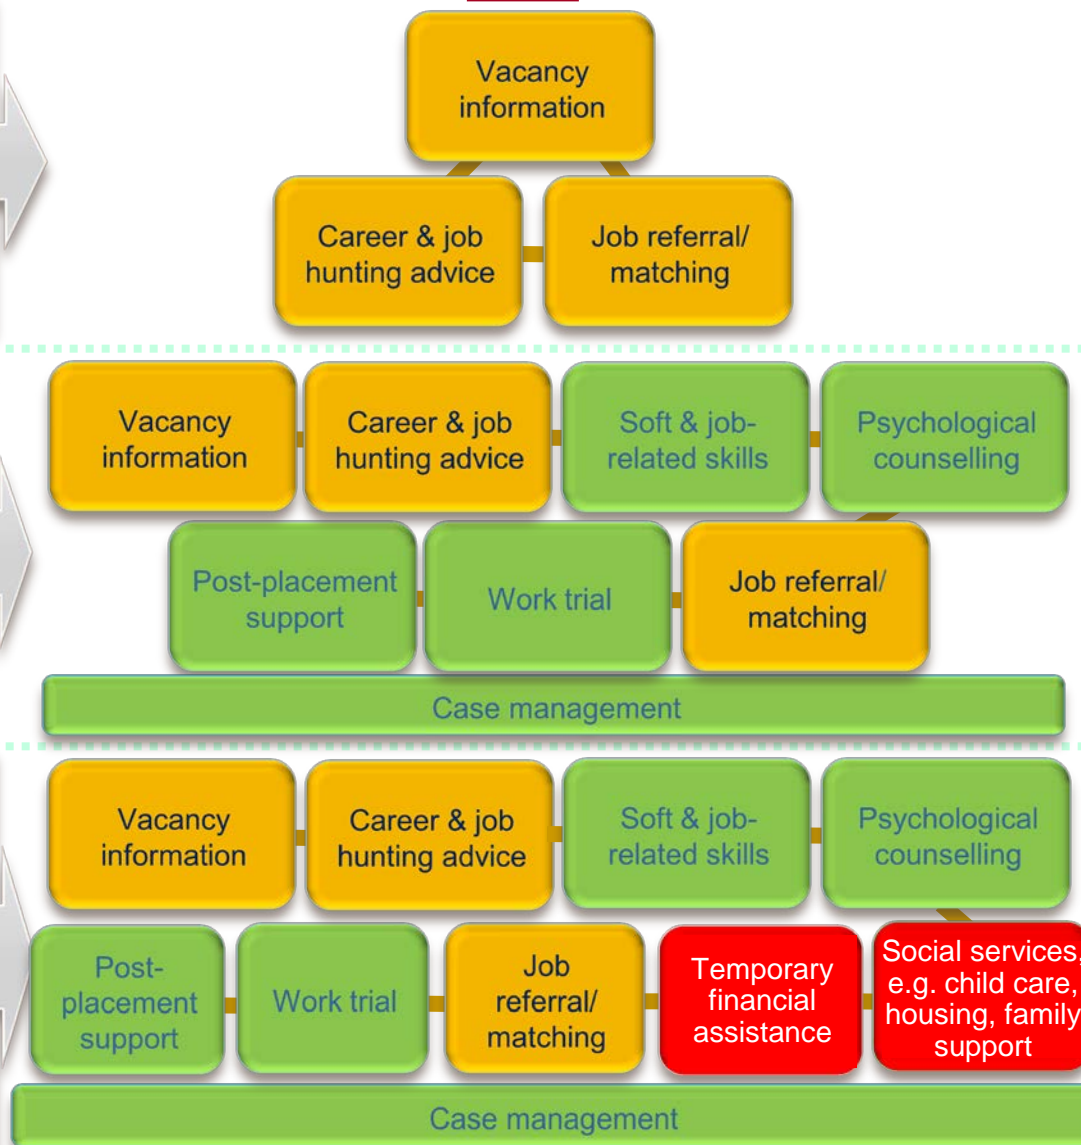 Vacancy
information
Career & job
hunting advice
Job referral/
matching
Vacancy
information
Career & job
hunting advice
Soft & job-
related skills
Psychological
counselling
Post-placement
support
Work trial
Job referral/
matching
Case management
Vacancy
information
Career & job
hunting advice
Soft & job-
related skills
Psychological
counselling
Post-
placement
support
Work trial
Job
referral/
matching
Temporary
financial
assistance
Social services,
e.g. child care,
housing, family
support
Case management